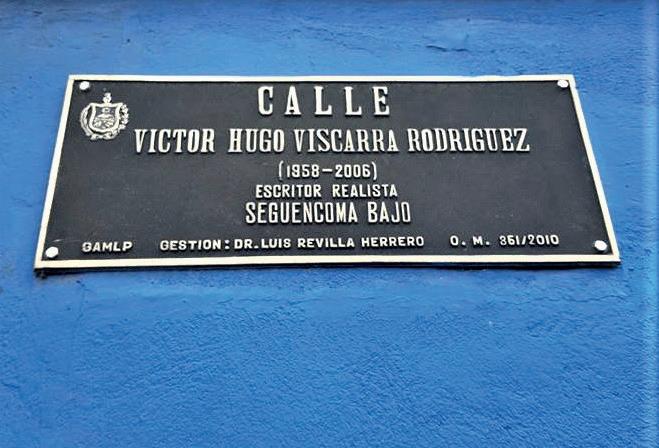 CALLE
VICTOR HUGO VISCARRA RODRIGUEZ
(1958-2006)
ESCRITOR REALISTA
SEGUENCOMA BAJO
GAMLP GESTION: DR. LUIS REVILLA HERRERO O. M. 351/2010